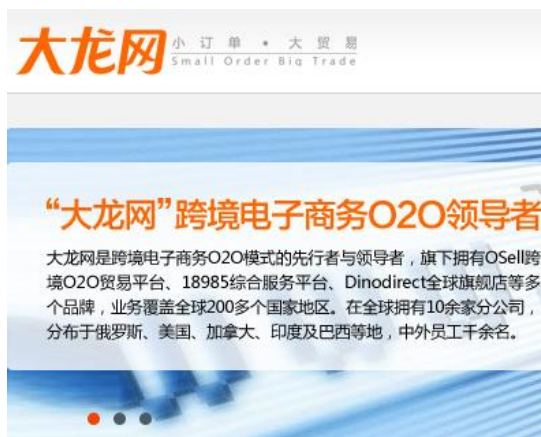 大龙网
小订单·大贸易
Small Order Big Trade
“大龙网”跨境电子商务O2O领导者
大龙网是跨境电子商务O2O模式的先行者与领导者，旗下拥有OSell跨
境O2O贸易平台、18985综合服务平台、Dinodirect全球旗舰店等多
个品牌，业务覆盖全球200多个国家地区。在全球拥有10余家分公司，
分布于俄罗斯、美国、加拿大、印度及巴西等地，中外员工千余名。